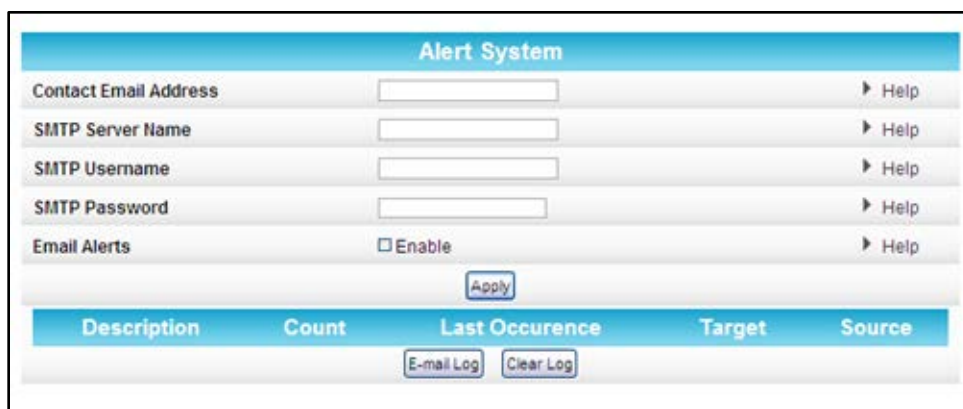 Alert System
Contact Email Address Help
SMTP Server Name Help
SMTP Username Help
SMTP Password Help
Email Alerts Enable Help
Apply
Description Count Last Occurence Target Source
E-mail Log Clear Log